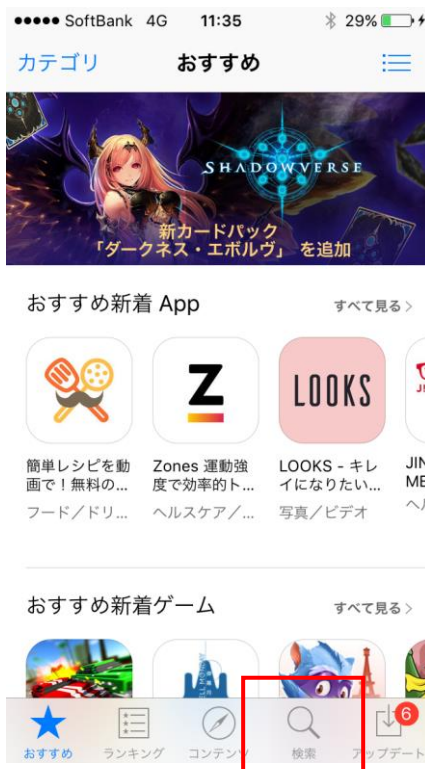 SoftBank 4G 11:35 29%
カテゴリ おすすめ
SHADOWVERSE
新カードパック
「ダークネス・エボルヴ」 を追加
おすすめ新着 App すべて見る >
Z LOOKS
簡単レシピを動 Zones 運動強 LOOKS - キレ JIN
画で！無料の... 度で効率的ト... イになりたい... ME
フード／ドリ... ヘルスケア／... 写真／ビデオ ヘル
おすすめ新着ゲーム すべて見る >
6
おすすめ ランキング コンテンツ 検索 アップデート